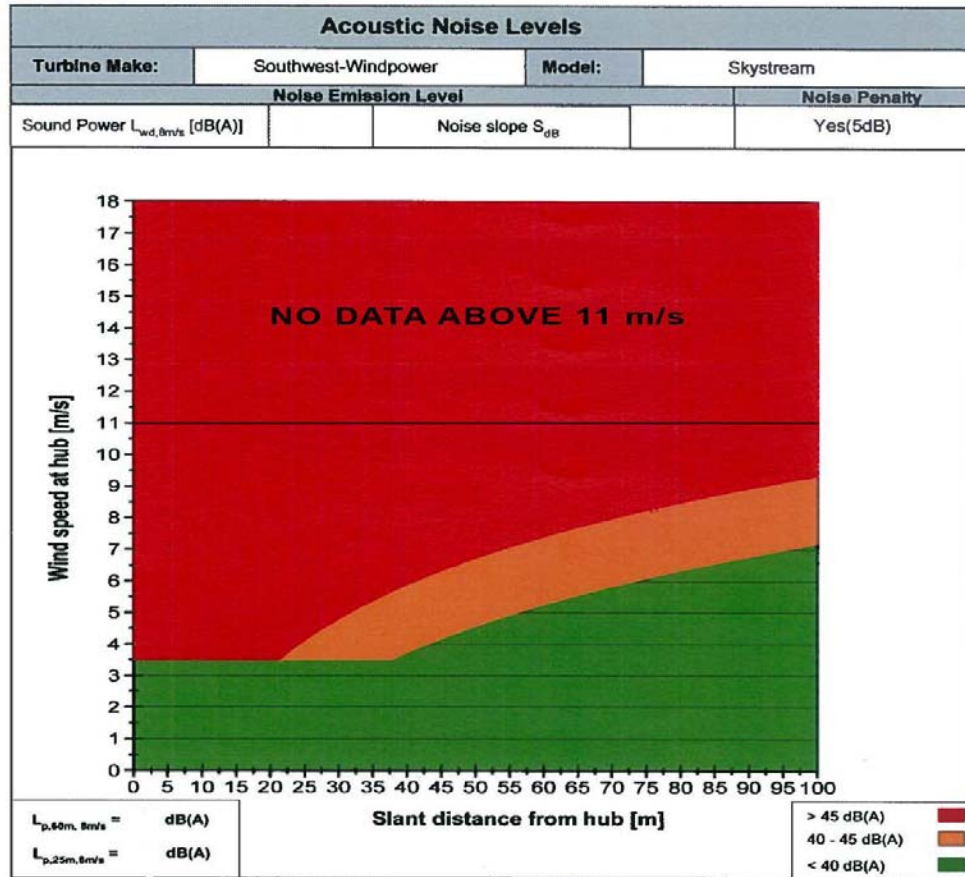 Acoustic Noise Levels
Turbine Make: Southwest-Windpower Model: Skystream
Noise Emission Level Noise Penalty
Sound Power Lwd,8m/s [dB(A)] Noise slope SdB Yes(5dB)
18
17
16
15
NO DATA ABOVE 11 m/s
14
13
12
11
10
9
8
7
6
5
4
3
2
1
0
Wind speed at hub [m/s]
0 5 10 15 20 25 30 35 40 45 50 55 60 65 70 75 80 85 90 95 100
Slant distance from hub [m]
Lp,60m, 8m/s = dB(A)
Lp,25m,8m/s = dB(A)
> 45 dB(A)
40 - 45 dB(A)
< 40 dB(A)